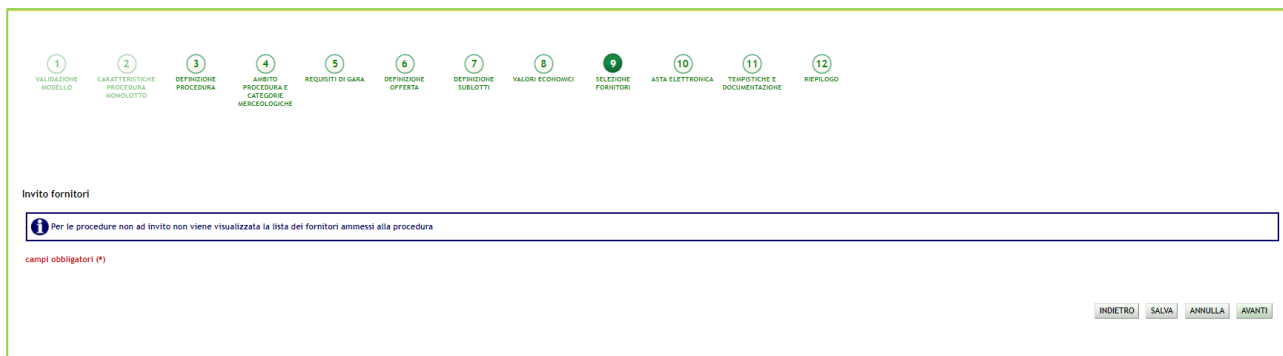 1
VALIDAZIONE
MODELLO
2
CARATTERISTICHE
PROCEDURA
MONOLOTTO
3
DEFINIZIONE
PROCEDURA
4
AMBITO
PROCEDURA E
CATEGORIE
MERCEOLOGICHE
5
REQUISITI DI GARA
6
DEFINIZIONE
OFFERTA
7
DEFINIZIONE
SUBLOTTI
8
VALORI ECONOMICI
9
SELEZIONE
FORNITORI
10
ASTA ELETTRONICA
11
TEMPISTICHE E
DOCUMENTAZIONE
12
RIEPILOGO
Invito fornitori
Per le procedure non ad invito non viene visualizzata la lista dei fornitori ammessi alla procedura
campi obbligatori (*)
INDIETRO SALVA ANNULLA AVANTI